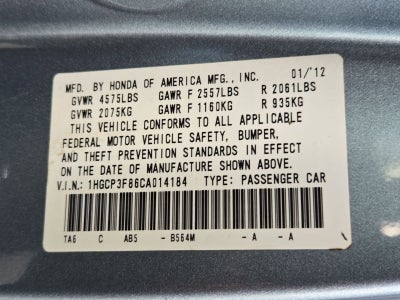 MFD. BY HONDA OF AMERICA MFG., INC. 01/'12
GVWR 4575LBS GAWR F 2557LBS R 2061LBS
GVWR 2075KG GAWR F 1160KG R 935KG
THIS VEHICLE CONFORMS TO ALL APPLICABLE
FEDERAL MOTOR VEHICLE SAFETY, BUMPER,
AND THEFT PREVENTION STANDARDS IN EFFECT
ON THE DATE OF MANUFACTURE SHOWN ABOVE.
V.I.N.: 1HGCP3F86CA014184 TYPE: PASSENGER CAR
TA6 C AB5 - B564M - A - A